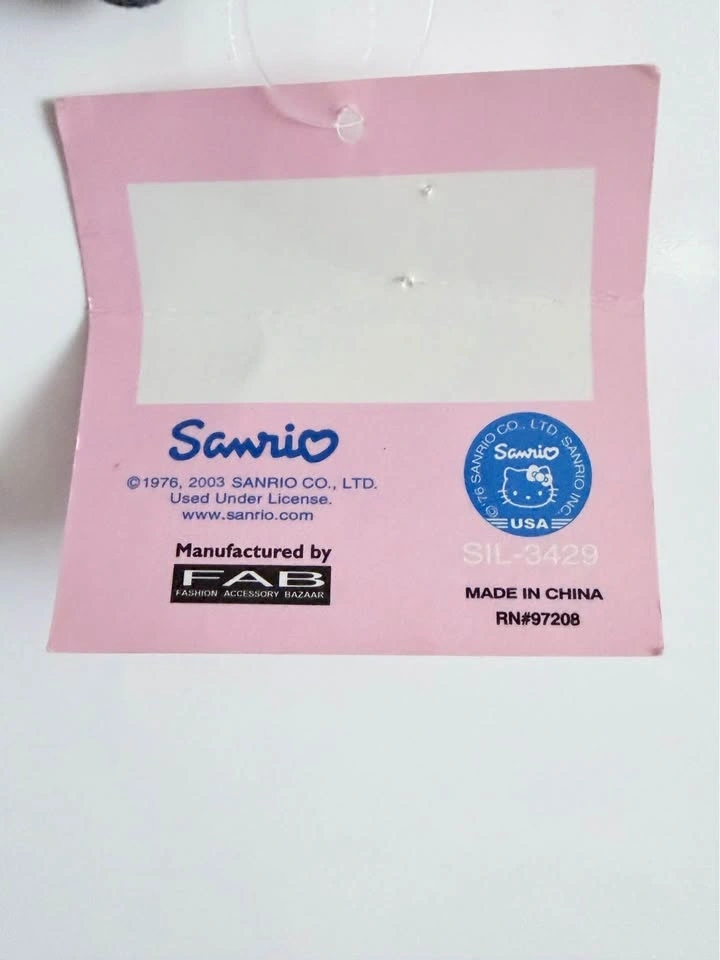 Sanrio
©1976, 2003 SANRIO CO., LTD.
Used Under License.
www.sanrio.com
Manufactured by
FAB
FASHION ACCESSORY BAZAAR
©'76 SANRIO CO., LTD. SANRIO INC.
Sanrio
USA
SIL-3429
MADE IN CHINA
RN#97208